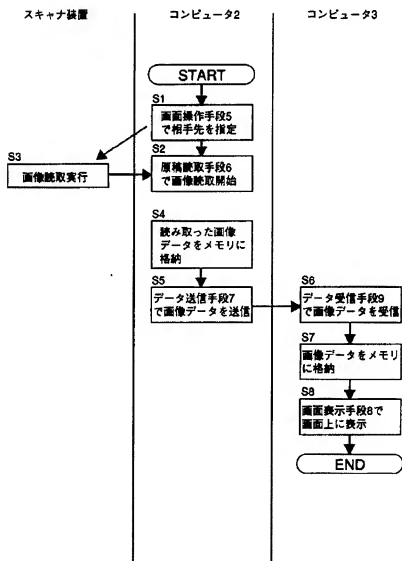 スキャナ装置
コンピュータ2
コンピュータ3
START
S1
画面操作手段5
で相手先を指定
S2
原稿読取手段6
で画像読取開始
S3
画像読取実行
S4
読み取った画像
データをメモリに
格納
S5
データ送信手段7
で画像データを送信
S6
データ受信手段9
で画像データを受信
S7
画像データをメモリ
に格納
S8
画面表示手段8で
画面上に表示
END